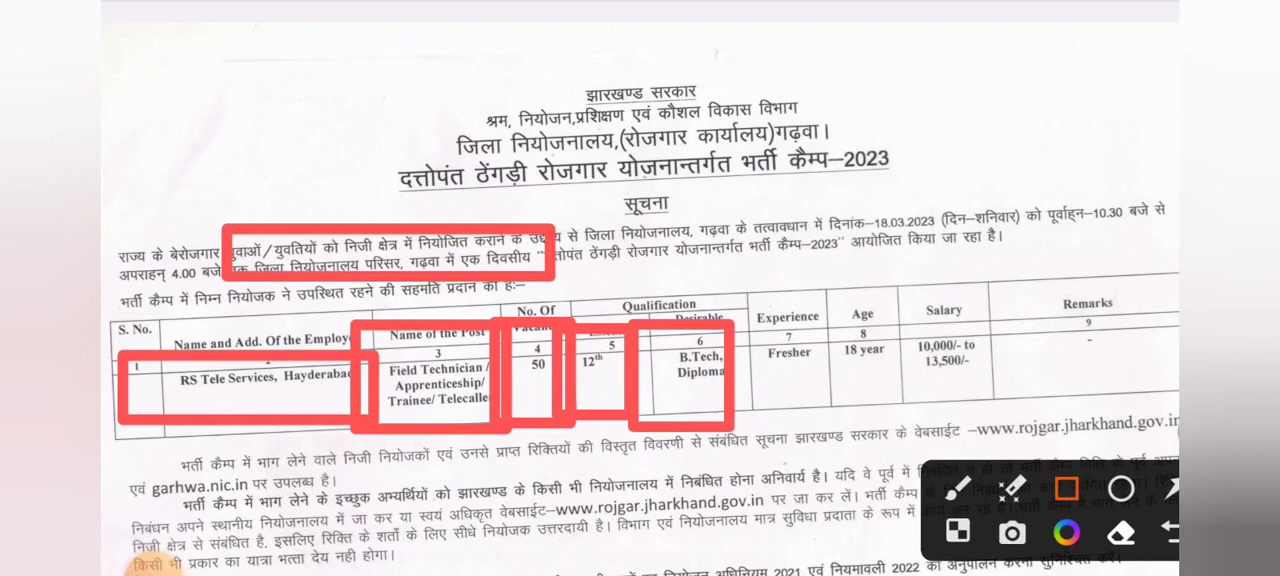 झारखण्ड सरकार
श्रम, नियोजन,प्रशिक्षण एवं कौशल विकास विभाग
जिला नियोजनालय,(रोजगार कार्यालय)गढ़वा।
दत्तोपंत ठेंगड़ी रोजगार योजनान्तर्गत भर्ती कैम्प–2023
सूचना
राज्य के बेरोजगार युवाओं/युवतियों को निजी क्षेत्र में नियोजित कराने के से जिला नियोजनालय, गढ़वा के तत्वावधान में दिनांक–18.03.2023 (दिन–शनिवार) को पूर्वाहन–10.30 बजे से
अपराहन् 4.00 बजे जिला नियोजनालय परिसर, गढ़वा में एक दिवसीय ठेंगड़ी रोजगार योजनान्तर्गत भर्ती कैम्प–2023" आयोजित किया जा रहा है।
भर्ती कैम्प में निम्न नियोजक ने उपस्थित रहने की सहमति प्रदान की हः–
S. No. Name and Add. Of the Employ Name of the Post No. Of Qualification Experience Age Salary Remarks
Desirable
1 3 4 5 6 7 8 9
RS Tele Services, Hayderabad Field Technician / 50 12th B.Tech, Fresher 18 year 10,000/- to -
Apprenticeship/ Diploma 13,500/-
Trainee/ Telecaller
भर्ती कैम्प में भाग लेने वाले निजी नियोजकों एवं उनसे प्राप्त रिक्तियों की विस्तृत विवरणी से संबंधित सूचना झारखण्ड सरकार के वेबसाईट –www.rojgar.jharkhand.gov.in
एवं garhwa.nic.in पर उपलब्ध है।
भर्ती कैम्प में भाग लेने के इच्छुक अभ्यर्थियों को झारखण्ड के किसी भी नियोजनालय में निबंधित होना अनिवार्य है। यदि वे पूर्व में
निबंधन अपने स्थानीय नियोजनालय में जा कर या स्वयं अधिकृत वेबसाईट–www.rojgar.jharkhand.gov.in पर जा कर लें। भर्ती कैम्प
निजी क्षेत्र से संबंधित है, इसलिए रिक्ति के शर्तो के लिए सीधे नियोजक उत्तरदायी है। विभाग एवं नियोजनालय मात्र सुविधा प्रदाता के रूप में कार्य कर रहे है।
किसी भी प्रकार का यात्रा भत्ता देय नही होगा।
अधिनियम 2021 एवं नियमावली 2022 का अनुपालन करना सुनिश्चित करें।